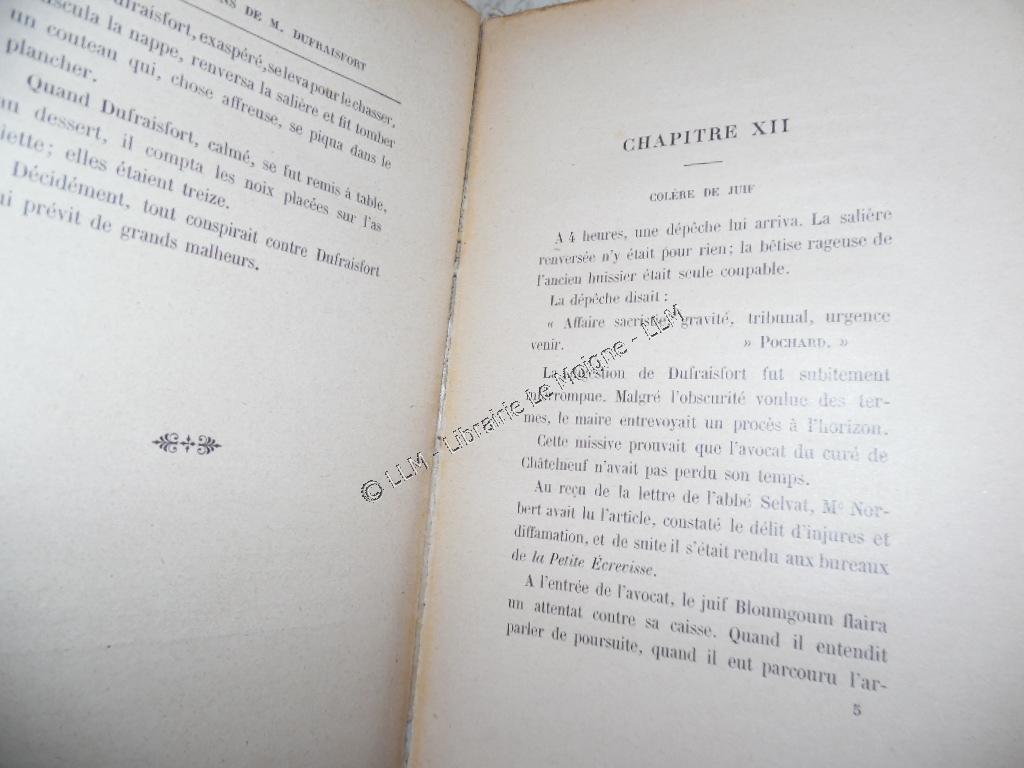 NS DE M. DUFRAISFORT
ufraisfort, exaspéré, se leva pour le chasser,
uscula la nappe, renversa la salière et fit tomber
un couteau qui, chose affreuse, se piqua dans le
plancher.
Quand Dufraisfort, calmé, se fut remis à table,
au dessert, il compta les noix placées sur l'as
iette; elles étaient treize.
Décidément, tout conspirait contre Dufraisfort
ui prévit de grands malheurs.
CHAPITRE XII
COLÈRE DE JUIF
A 4 heures, une dépêche lui arriva. La salière
renversée n'y était pour rien; la bêtise rageuse de
l'ancien huissier était seule coupable.
La dépêche disait :
« Affaire sacristie, gravité, tribunal, urgence
venir. » POCHARD. »
La digestion de Dufraisfort fut subitement
interrompue. Malgré l'obscurité voulue des ter-
mes, le maire entrevoyait un procès à l'horizon.
Cette missive prouvait que l'avocat du curé de
Châtelneuf n'avait pas perdu son temps.
Au reçu de la lettre de l'abbé Selvat, Me Nor-
bert avait lu l'article, constaté le délit d'injures et
diffamation, et de suite il s'était rendu aux bureaux
de la Petite Écrevisse.
A l'entrée de l'avocat, le juif Bloumgoum flaira
un attentat contre sa caisse. Quand il entendit
parler de poursuite, quand il eut parcouru l'ar-
5
© LLM - Librairie Le Moigne - LLM